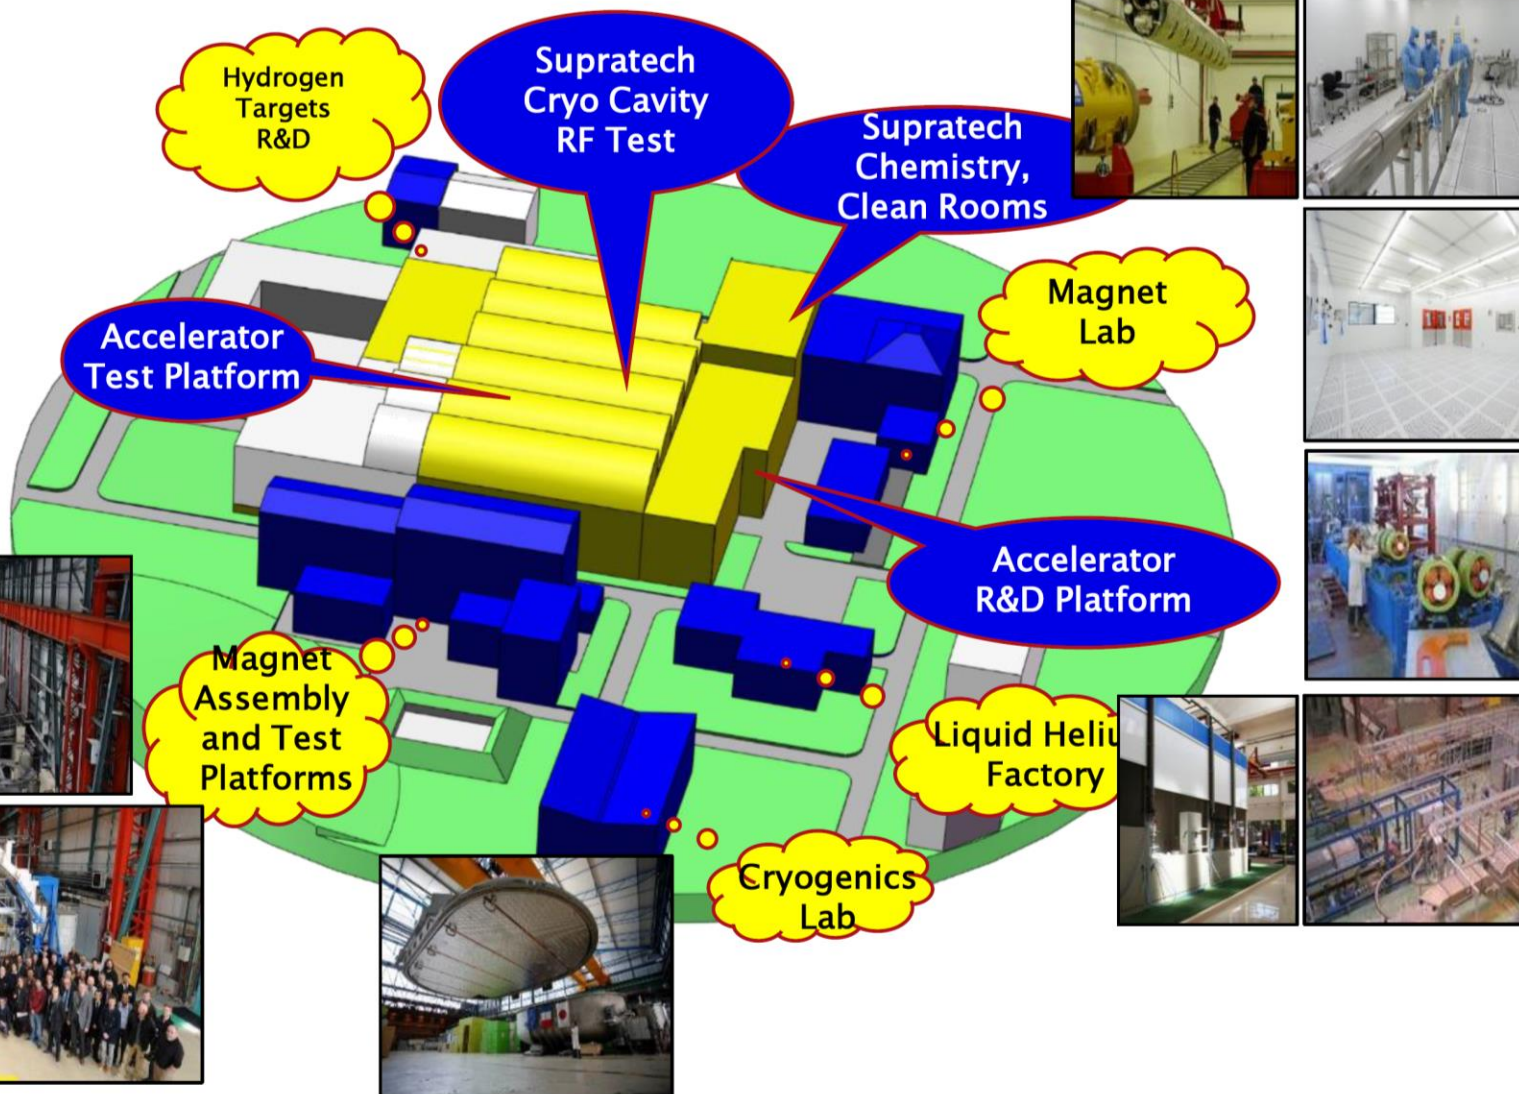 Hydrogen
Targets
R&D
Supratech
Cryo Cavity
RF Test
Supratech
Chemistry,
Clean Rooms
Magnet
Lab
Accelerator
Test Platform
Accelerator
R&D Platform
Magnet
Assembly
and Test
Platforms
Liquid Heliu
Factory
Cryogenics
Lab